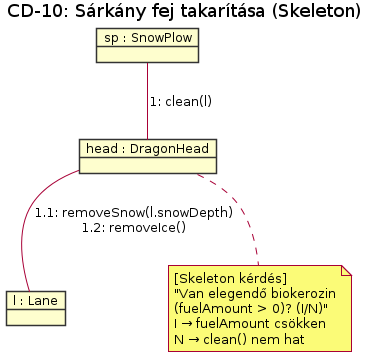 CD-10: Sárkány fej takarítása (Skeleton)
sp : SnowPlow
1: clean(l)
head : DragonHead
1.1: removeSnow(l.snowDepth)
1.2: removeIce()
l : Lane
[Skeleton kérdés]
"Van elegendő biokerozin
(fuelAmount > 0)? (I/N)"
I → fuelAmount csökken
N → clean() nem hat